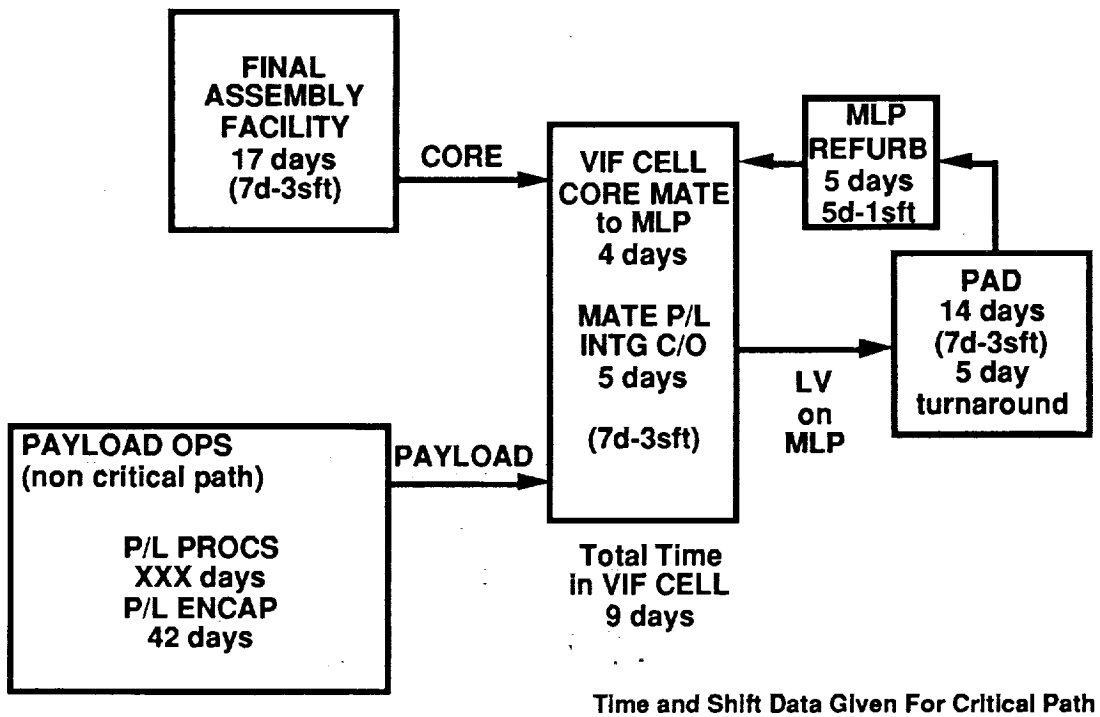 FINAL
ASSEMBLY
FACILITY
17 days
(7d-3sft)
CORE
VIF CELL
CORE MATE
to MLP
4 days
MATE P/L
INTG C/O
5 days
(7d-3sft)
MLP
REFURB
5 days
5d-1sft
PAD
14 days
(7d-3sft)
5 day
turnaround
LV
on
MLP
PAYLOAD OPS
(non critical path)
P/L PROCS
XXX days
P/L ENCAP
42 days
PAYLOAD
Total Time
in VIF CELL
9 days
Time and Shift Data Given For Critical Path